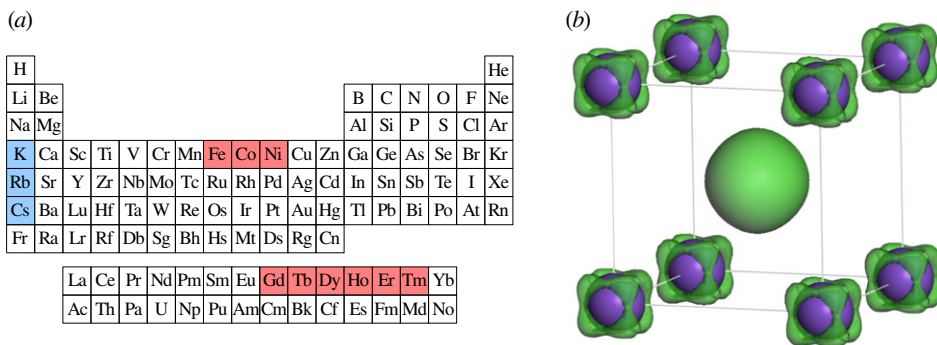 (a)
(b)
H He
Li Be B C N O F Ne
Na Mg Al Si P S Cl Ar
K Ca Sc Ti V Cr Mn Fe Co Ni Cu Zn Ga Ge As Se Br Kr
Rb Sr Y Zr Nb Mo Tc Ru Rh Pd Ag Cd In Sn Sb Te I Xe
Cs Ba Lu Hf Ta W Re Os Ir Pt Au Hg Tl Pb Bi Po At Rn
Fr Ra Lr Rf Db Sg Bh Hs Mt Ds Rg Cn
La Ce Pr Nd Pm Sm Eu Gd Tb Dy Ho Er Tm Yb
Ac Th Pa U Np Pu Am Cm Bk Cf Es Fm Md No